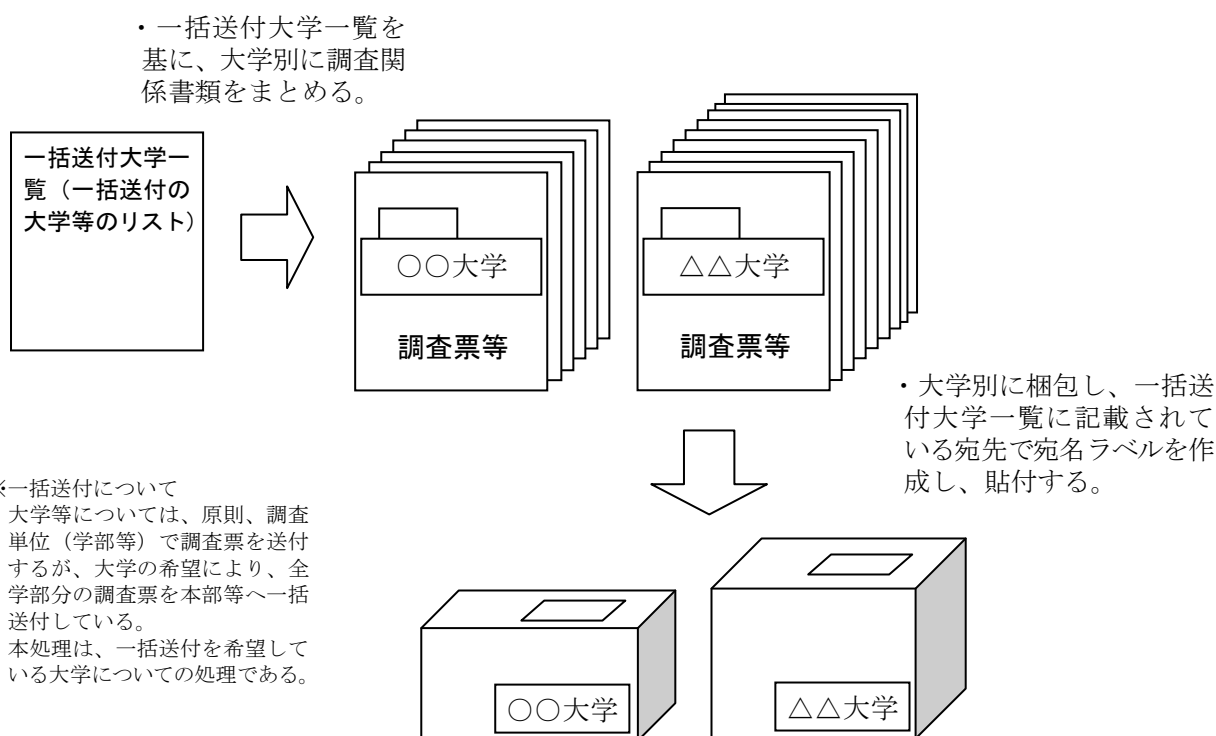 ・一括送付大学一覧を
基に、大学別に調査関
係書類をまとめる。
一括送付大学一
覧（一括送付の
大学等のリスト）
〇〇大学
調査票等
△△大学
調査票等
・大学別に梱包し、一括送
付大学一覧に記載されて
いる宛先で宛名ラベルを作
成し、貼付する。
※一括送付について
大学等については、原則、調査
単位（学部等）で調査票を送付
するが、大学の希望により、全
学部分の調査票を本部等へ一括
送付している。
本処理は、一括送付を希望して
いる大学についての処理である。
〇〇大学
△△大学